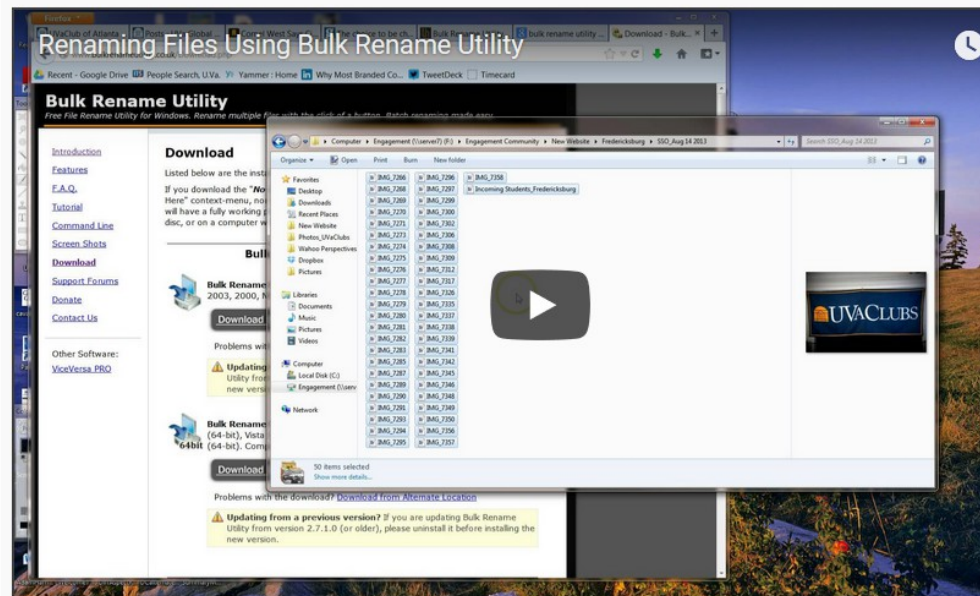 Firefox
Renaming Files Using Bulk Rename Utility
Recent - Google Drive
People Search, U.Va.
Yammer : Home
Why Most Branded Co...
TweetDeck
Timecard
Bulk Rename Utility
Free File Rename Utility for Windows. Rename multiple files with the click of a button.
Introduction
Features
F.A.Q.
Tutorial
Command Line
Screen Shots
Download
Support Forums
Donate
Contact Us
Other Software:
ViceVersa PRO
Download
Listed below are the insta
If you download the "No
Here" context-menu, no
will have a fully working p
disc, or on a computer w
Bul
Bulk Rename
2003, 2000, N
Download
Problems with
Updating
Utility from
new versi
Bulk Rename
(64-bit), Vista
64bit (64-bit). Comp
Download
Problems with the download? Download from Alternate Location
Updating from a previous version? If you are updating Bulk Rename
Utility from version 2.7.1.0 (or older), please uninstall it before installing the
new version.
Computer Engagement (\\server7) (F:) Engagement Community New Website Fredericksburg SSO_Aug 14 2013
Search SSO_Aug 14 2013
Organize Open Print Burn New folder
Favorites
Desktop
Downloads
Recent Places
New Website
Photos_UVaClubs
Wahoo Perspectives
Dropbox
Pictures
Libraries
Documents
Music
Pictures
Videos
Computer
Local Disk (C:)
Engagement (\\serv
Network
IMG_7266 IMG_7296 IMG_7358
IMG_7268 IMG_7297 Incoming Students_Fredericksburg
IMG_7269 IMG_7299
IMG_7270 IMG_7300
IMG_7271 IMG_7302
IMG_7273 IMG_7306
IMG_7274 IMG_7308
IMG_7275 IMG_7309
IMG_7276 IMG_7312
IMG_7277 IMG_7317
IMG_7278 IMG_7326
IMG_7279 IMG_7335
IMG_7280 IMG_7337
IMG_7281 IMG_7338
IMG_7282 IMG_7339
IMG_7283 IMG_7341
IMG_7285 IMG_7342
IMG_7287 IMG_7345
IMG_7289 IMG_7346
IMG_7290 IMG_7348
IMG_7291 IMG_7349
IMG_7293 IMG_7350
IMG_7294 IMG_7356
IMG_7295 IMG_7357
UVACLUBS
50 items selected
Show more details...